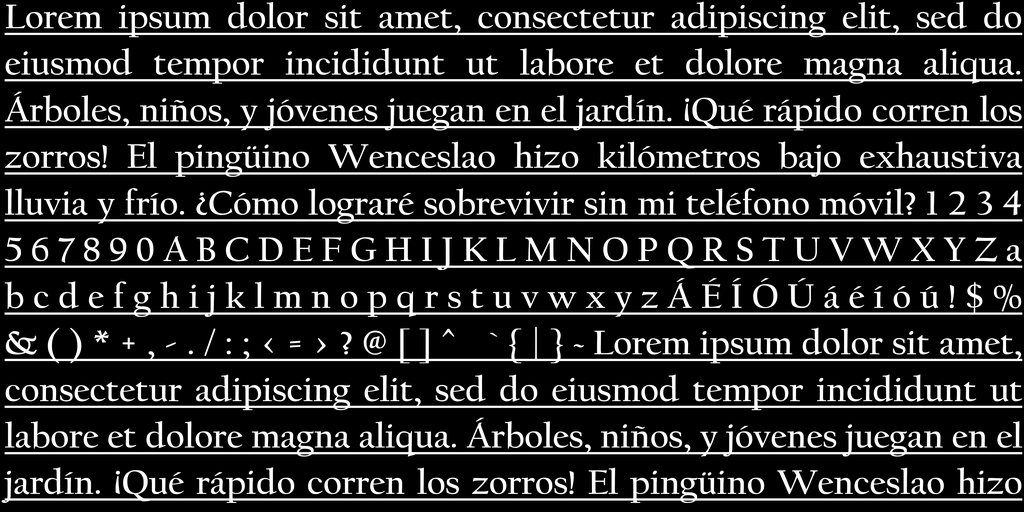 Lorem ipsum dolor sit amet, consectetur adipiscing elit, sed do
eiusmod tempor incididunt ut labore et dolore magna aliqua.
Árboles, niños, y jóvenes juegan en el jardín. ¡Qué rápido corren los
zorros! El pingüino Wenceslao hizo kilómetros bajo exhaustiva
lluvia y frío. ¿Cómo lograré sobrevivir sin mi teléfono móvil? 1 2 3 4
5 6 7 8 9 0 A B C D E F G H I J K L M N O P Q R S T U V W X Y Z a
b c d e f g h i j k l m n o p q r s t u v w x y z Á É Í Ó Ú á é í ó ú ! $ %
& ( ) * + , - . / : ; < = > ? @ [ ] ^ ` { | } ~ Lorem ipsum dolor sit amet,
consectetur adipiscing elit, sed do eiusmod tempor incididunt ut
labore et dolore magna aliqua. Árboles, niños, y jóvenes juegan en el
jardín. ¡Qué rápido corren los zorros! El pingüino Wenceslao hizo